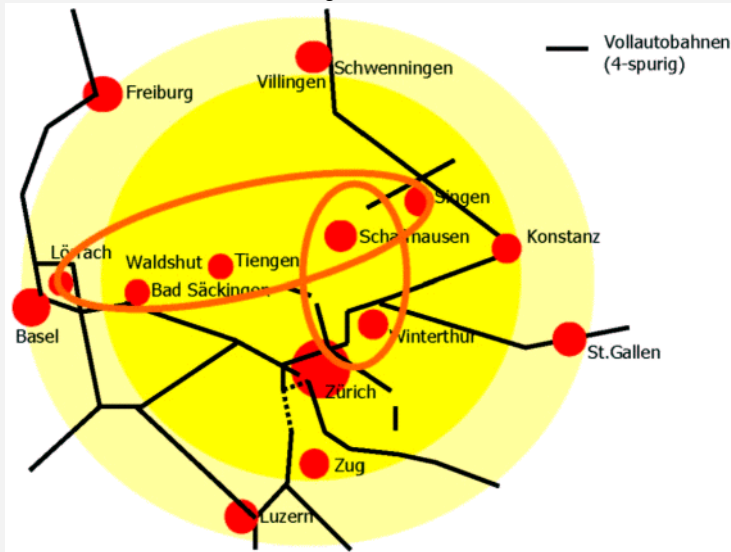 Vollautobahnen
(4-spurig)
Schwenningen
Villingen
Freiburg
Singen
Schaffhausen
Konstanz
Lörrach
Waldshut
Tiengen
Bad Säckingen
Basel
Winterthur
St.Gallen
Zürich
Zug
Luzern